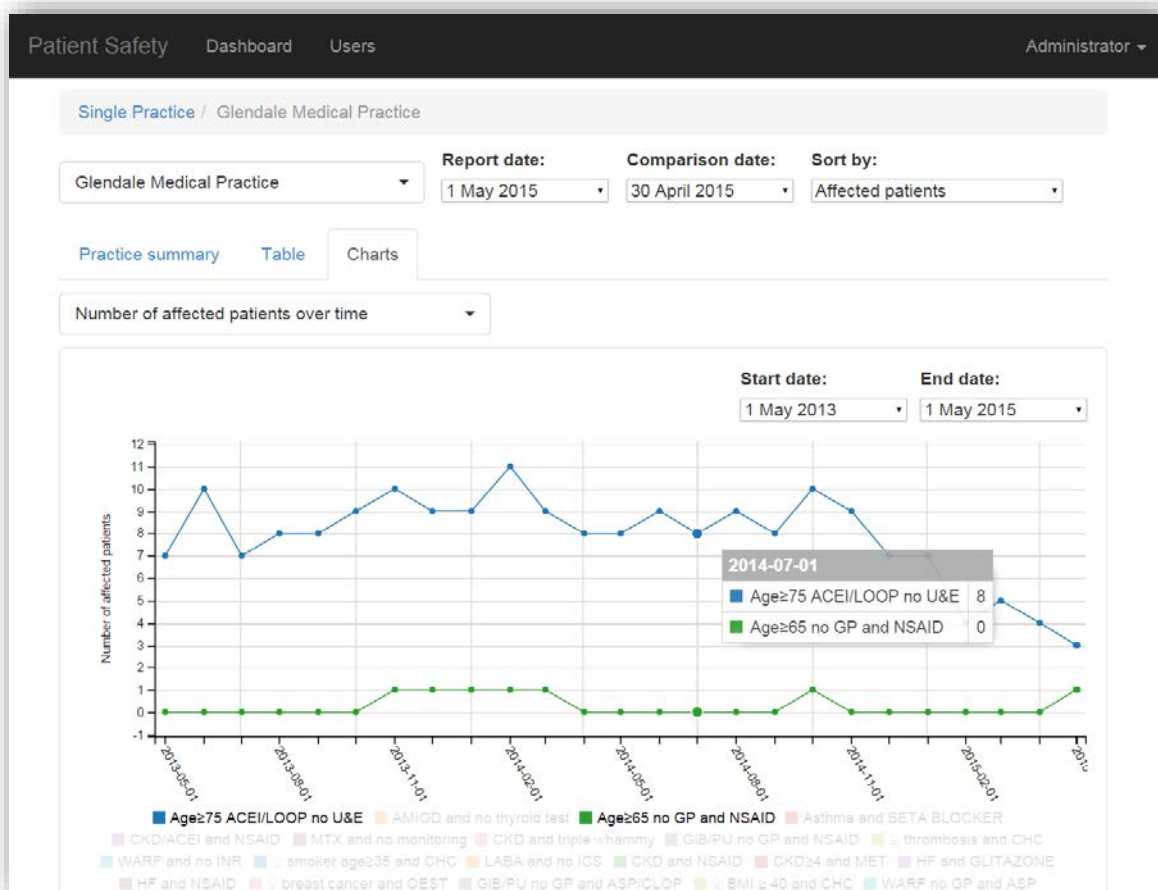 Patient Safety Dashboard Users Administrator
Single Practice / Glendale Medical Practice
Report date: Comparison date: Sort by:
Glendale Medical Practice 1 May 2015 30 April 2015 Affected patients
Practice summary Table Charts
Number of affected patients over time
Start date: End date:
1 May 2013 1 May 2015
12
11
10
9
8
7
6
5
4
3
2
1
0
-1
Number of affected patients
2014-07-01
Age≥75 ACEI/LOOP no U&E 8
Age≥65 no GP and NSAID 0
2013-05-01 2013-08-01 2013-11-01 2014-02-01 2014-05-01 2014-08-01 2014-11-01 2015-02-01 2015-
Age≥75 ACEI/LOOP no U&E AMIOD and no thyroid test Age≥65 no GP and NSAID Asthma and BETA BLOCKER
CKD/ACEI and NSAID MTX and no monitoring CKD and triple whammy GIB/PU no GP and NSAID thrombosis and CHC
WARF and no INR smoker age≥35 and CHC LABA and no ICS CKD and NSAID CKD≥4 and MET HF and GLITAZONE
HF and NSAID breast cancer and OEST GIB/PU no GP and ASP/CLOP BMI ≥ 40 and CHC WARF no GP and ASP